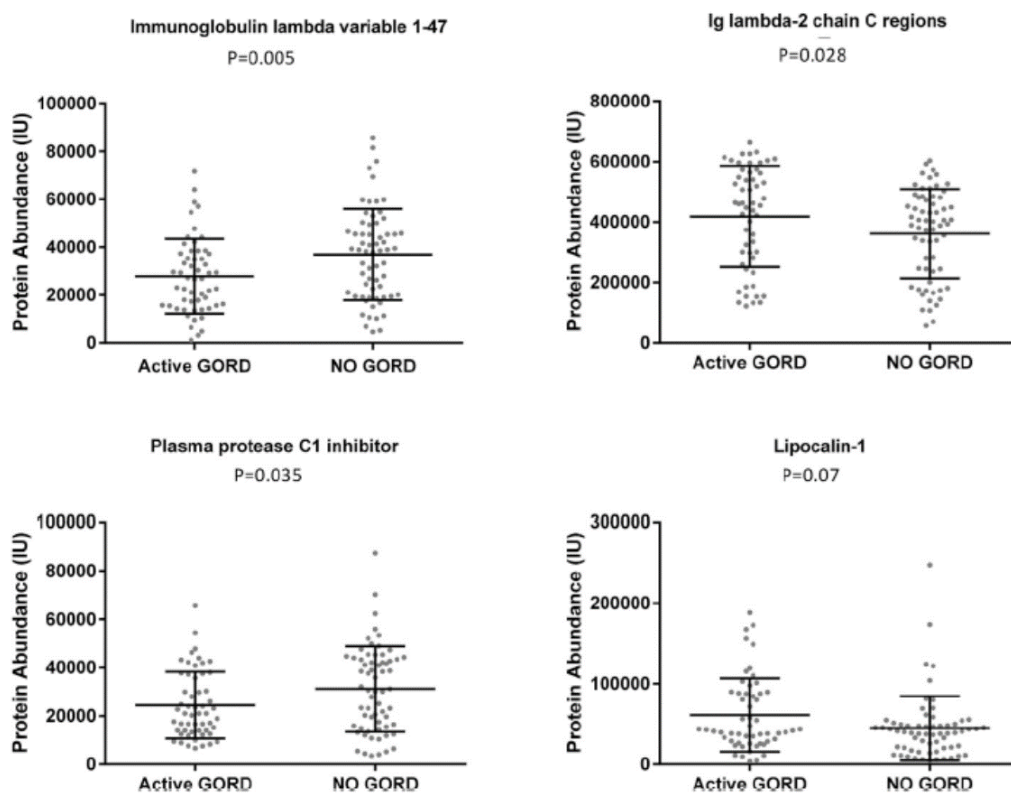 Immunoglobulin lambda variable 1-47
P=0.005
Protein Abundance (IU)
100000
80000
60000
40000
20000
0
Active GORD
NO GORD
Ig lambda-2 chain C regions
P=0.028
Protein Abundance (IU)
800000
600000
400000
200000
0
Active GORD
NO GORD
Plasma protease C1 inhibitor
P=0.035
Protein Abundance (IU)
100000
80000
60000
40000
20000
0
Active GORD
NO GORD
Lipocalin-1
P=0.07
Protein Abundance (IU)
300000
200000
100000
0
Active GORD
NO GORD